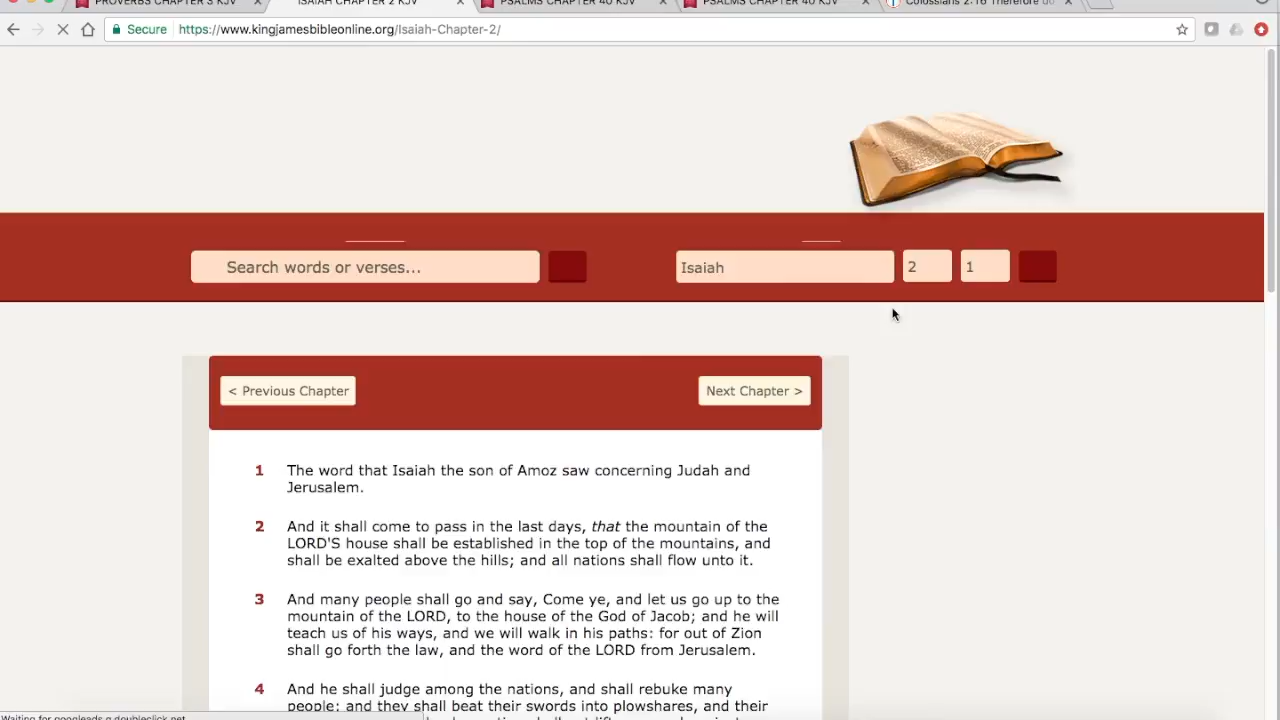 PROVERBS CHAPTER 3 KJV
ISAIAH CHAPTER 2 KJV
PSALMS CHAPTER 40 KJV
PSALMS CHAPTER 40 KJV
Colossians 2:16 Therefore do
Secure
https://www.kingjamesbibleonline.org/Isaiah-Chapter-2/
Search words or verses...
Isaiah
2
1
< Previous Chapter
Next Chapter >
1 The word that Isaiah the son of Amoz saw concerning Judah and
Jerusalem.
2 And it shall come to pass in the last days, that the mountain of the
LORD'S house shall be established in the top of the mountains, and
shall be exalted above the hills; and all nations shall flow unto it.
3 And many people shall go and say, Come ye, and let us go up to the
mountain of the LORD, to the house of the God of Jacob; and he will
teach us of his ways, and we will walk in his paths: for out of Zion
shall go forth the law, and the word of the LORD from Jerusalem.
4 And he shall judge among the nations, and shall rebuke many
people: and they shall beat their swords into plowshares, and their
Waiting for googleads.g.doubleclick.net